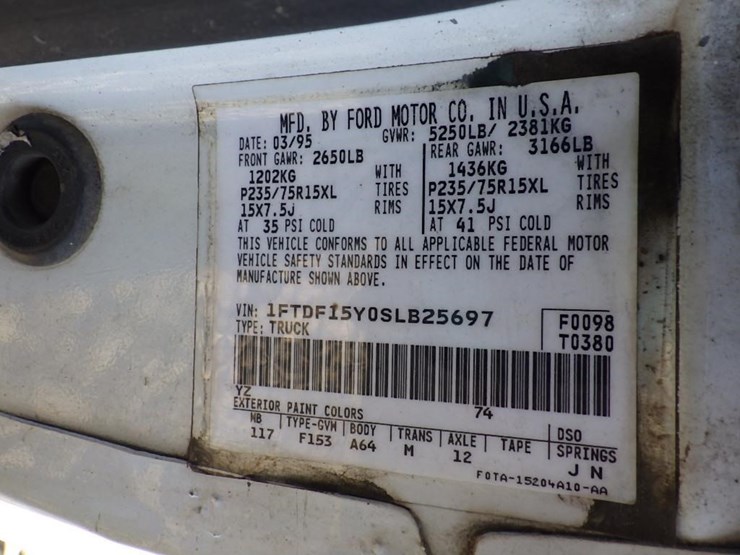 MFD. BY FORD MOTOR CO. IN U.S.A.
DATE: 03/95 GVWR: 5250LB/ 2381KG
FRONT GAWR: 2650LB REAR GAWR: 3166LB
1202KG WITH 1436KG WITH
P235/75R15XL TIRES P235/75R15XL TIRES
15X7.5J RIMS 15X7.5J RIMS
AT 35 PSI COLD AT 41 PSI COLD
THIS VEHICLE CONFORMS TO ALL APPLICABLE FEDERAL MOTOR
VEHICLE SAFETY STANDARDS IN EFFECT ON THE DATE OF
MANUFACTURE SHOWN ABOVE.
VIN: 1FTDF15Y0SLB25697 F0098
TYPE: TRUCK T0380
YZ 74
EXTERIOR PAINT COLORS DSO
WB TYPE-GVM BODY TRANS AXLE TAPE SPRINGS
117 F153 A64 M 12 J N
F0TA-15204A10-AA